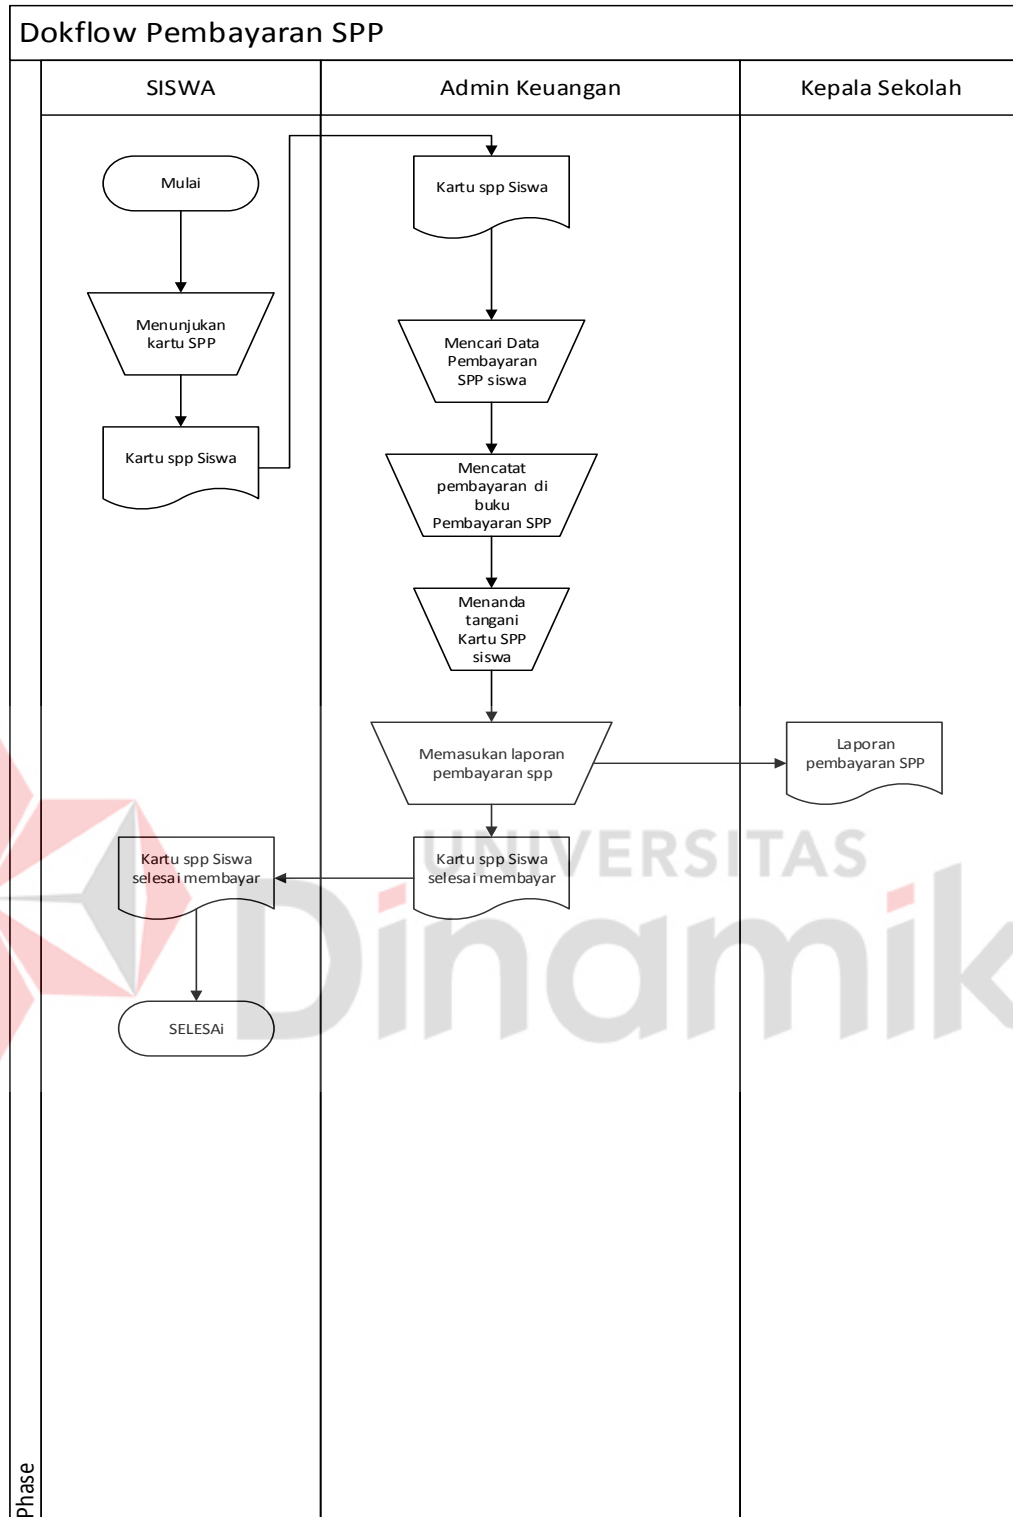 Dokflow Pembayaran SPP
SISWA
Admin Keuangan
Kepala Sekolah
Mulai
Menunjukan
kartu SPP
Kartu spp Siswa
Kartu spp Siswa
Mencari Data
Pembayaran
SPP siswa
Mencatat
pembayaran di
buku
Pembayaran SPP
Menanda
tangani
Kartu SPP
siswa
Memasukan laporan
pembayaran spp
Laporan
pembayaran SPP
Kartu spp Siswa
selesai membayar
Kartu spp Siswa
selesai membayar
SELESAi
UNIVERSITAS
Dinamik
Phase